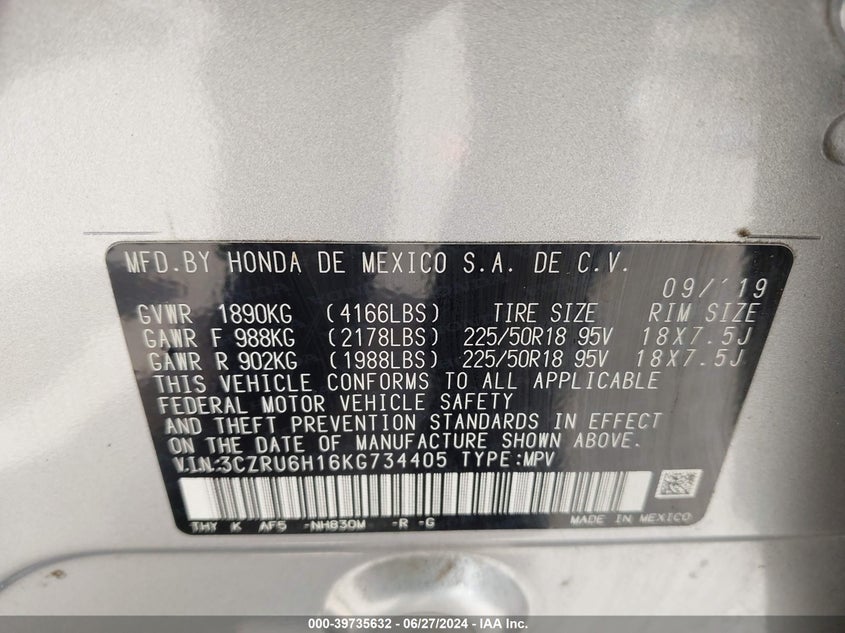 MFD.BY HONDA DE MEXICO S.A. DE C.V.
09/'19
GVWR 1890KG (4166LBS) TIRE SIZE RIM SIZE
GAWR F 988KG (2178LBS) 225/50R18 95V 18X7.5J
GAWR R 902KG (1988LBS) 225/50R18 95V 18X7.5J
THIS VEHICLE CONFORMS TO ALL APPLICABLE
FEDERAL MOTOR VEHICLE SAFETY
AND THEFT PREVENTION STANDARDS IN EFFECT
ON THE DATE OF MANUFACTURE SHOWN ABOVE.
V.I.N:3CZRU6H16KG734405 TYPE:MPV
THY K AF5 -NH830M -R -G MADE IN MEXICO
000-39735632 - 06/27/2024 - IAA Inc.